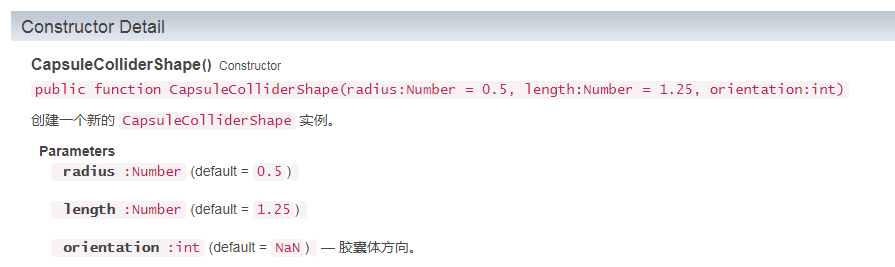 Constructor Detail
CapsuleColliderShape() Constructor
public function CapsuleColliderShape(radius:Number = 0.5, length:Number = 1.25, orientation:int)
创建一个新的 CapsuleColliderShape 实例。
Parameters
radius :Number (default = 0.5 )
length :Number (default = 1.25 )
orientation :int (default = NaN ) — 胶囊体方向。